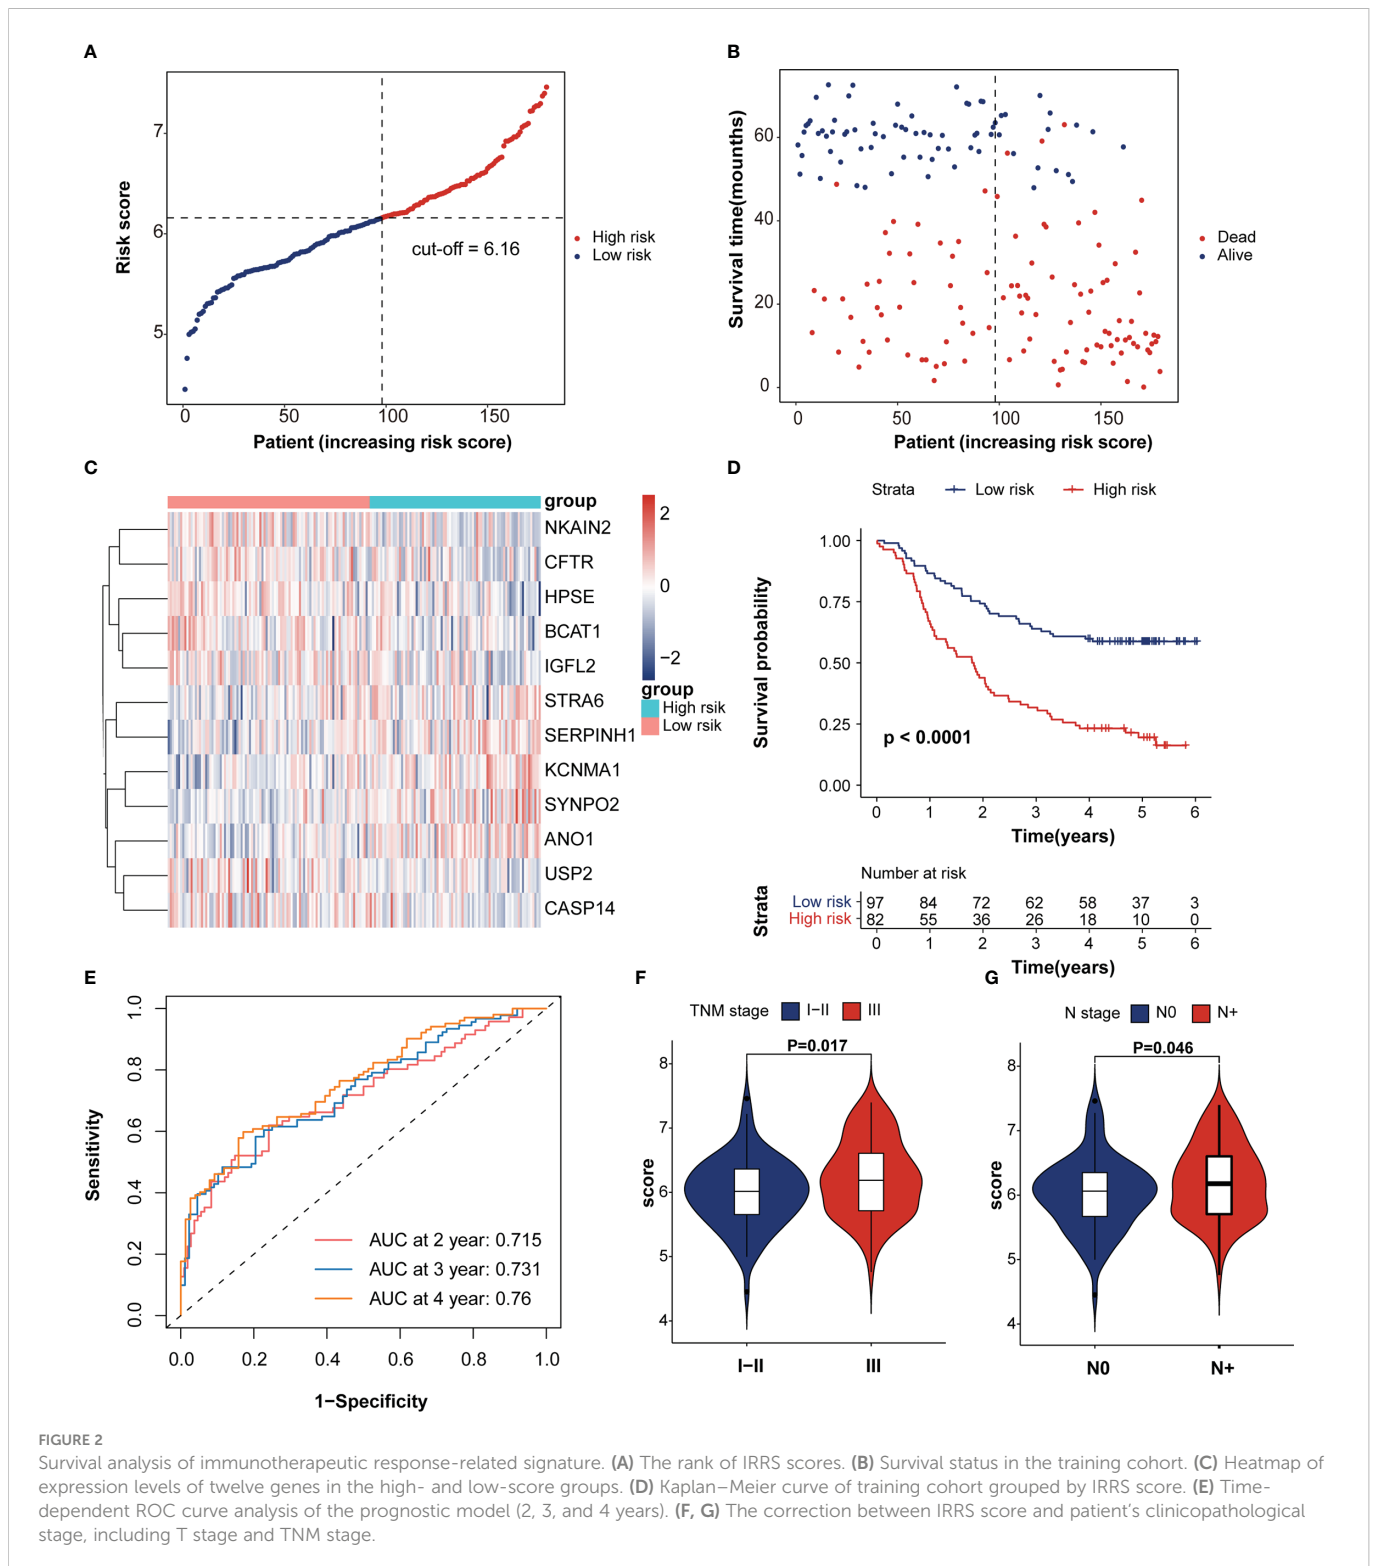 A
7
6
5
Risk score
cut-off = 6.16
High risk
Low risk
0 50 100 150
Patient (increasing risk score)
B
60
40
20
0
Survival time(mounths)
Dead
Alive
0 50 100 150
Patient (increasing risk score)
C
group
NKAIN2
CFTR
HPSE
BCAT1
IGFL2
STRA6
SERPINH1
KCNMA1
SYNPO2
ANO1
USP2
CASP14
2
0
−2
group
High rsik
Low rsik
D
Strata Low risk High risk
1.00
0.75
0.50
0.25
0.00
Survival probability
p < 0.0001
0 1 2 3 4 5 6
Time(years)
Number at risk
Strata
Low risk 97 84 72 62 58 37 3
High risk 82 55 36 26 18 10 0
0 1 2 3 4 5 6
Time(years)
E
1.0
0.8
0.6
0.4
0.2
0.0
Sensitivity
AUC at 2 year: 0.715
AUC at 3 year: 0.731
AUC at 4 year: 0.76
0.0 0.2 0.4 0.6 0.8 1.0
1−Specificity
F
TNM stage I−II III
P=0.017
8
7
6
5
4
score
I−II III
G
N stage N0 N+
P=0.046
8
7
6
5
4
score
N0 N+
FIGURE 2
Survival analysis of immunotherapeutic response-related signature. (A) The rank of IRRS scores. (B) Survival status in the training cohort. (C) Heatmap of
expression levels of twelve genes in the high- and low-score groups. (D) Kaplan–Meier curve of training cohort grouped by IRRS score. (E) Time-
dependent ROC curve analysis of the prognostic model (2, 3, and 4 years). (F, G) The correction between IRRS score and patient's clinicopathological
stage, including T stage and TNM stage.